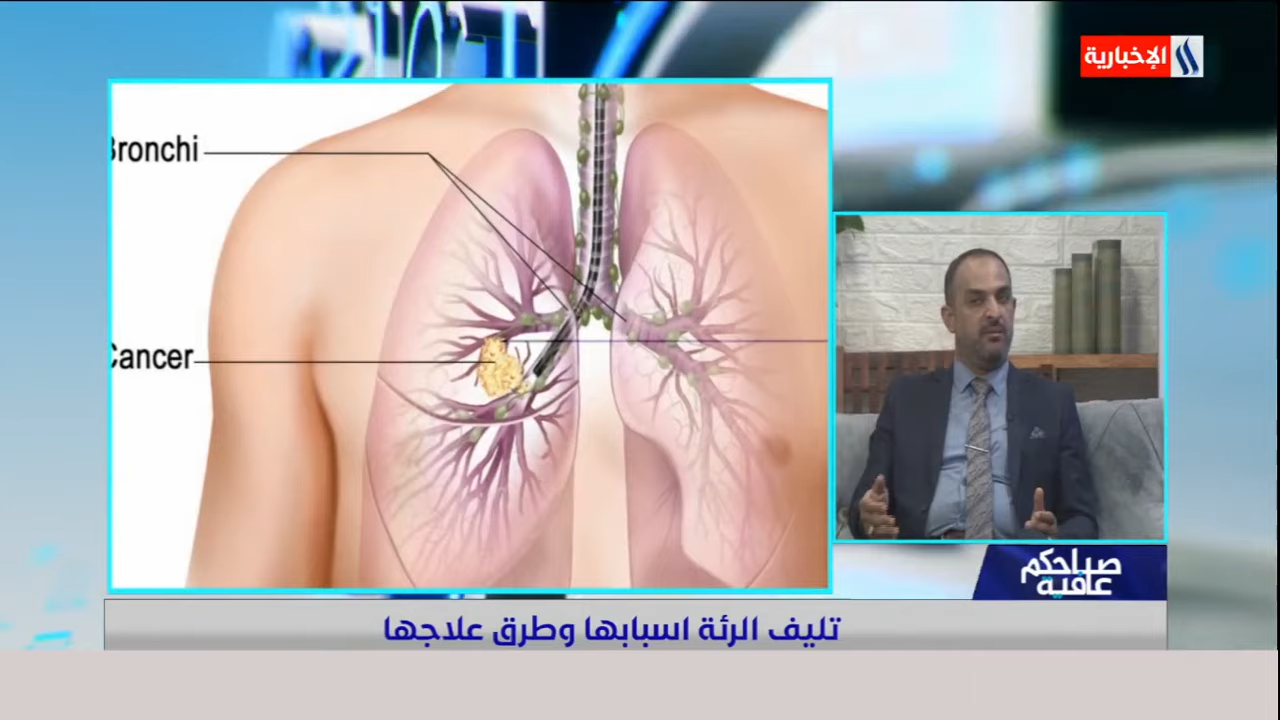 الإخبارية
Bronchi
Cancer
صباحكم
عافية
تليف الرئة اسبابها وطرق علاجها